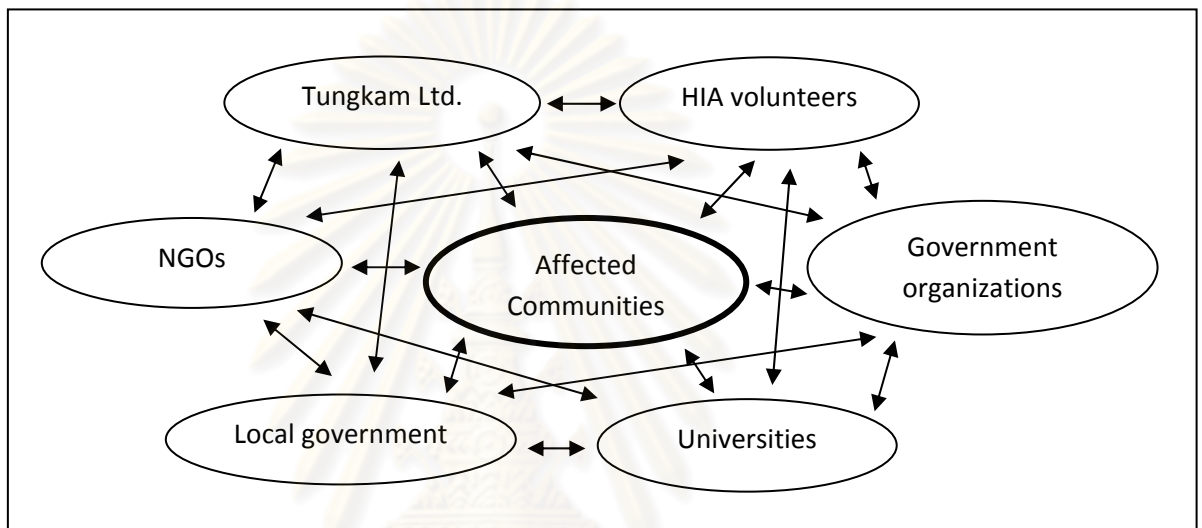 Tungkam Ltd.
HIA volunteers
NGOs
Affected
Communities
Government
organizations
Local government
Universities